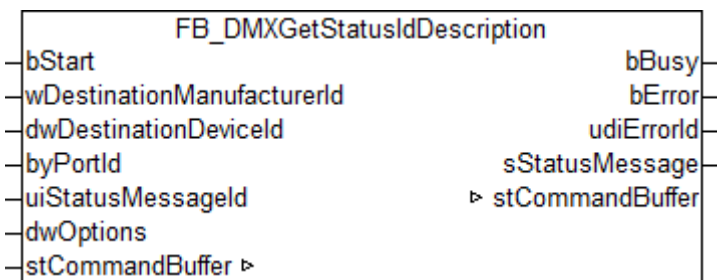 FB_DMXGetStatusIdDescription
bStart bBusy
wDestinationManufacturerId bError
dwDestinationDeviceId udiErrorId
byPortId sStatusMessage
uiStatusMessageId ▹ stCommandBuffer
dwOptions
stCommandBuffer ▹